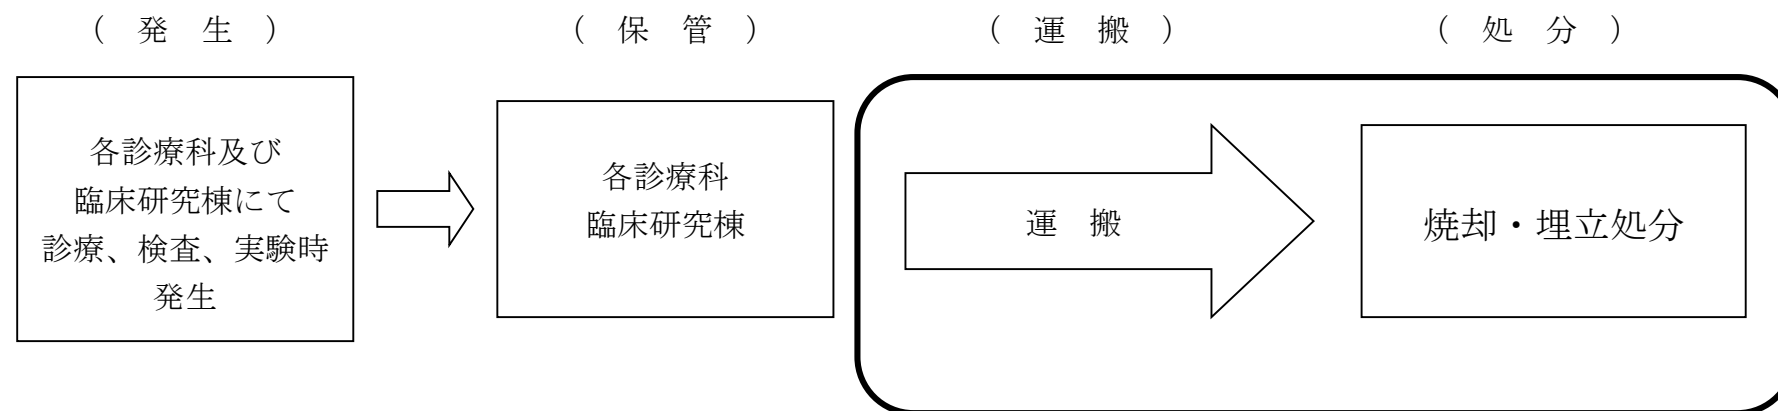 （　発　生　）
（　保　管　）
（　運　搬　）
（　処　分　）
各診療科及び
臨床研究棟にて
診療、検査、実験時
発生
各診療科
臨床研究棟
運　搬
焼却・埋立処分